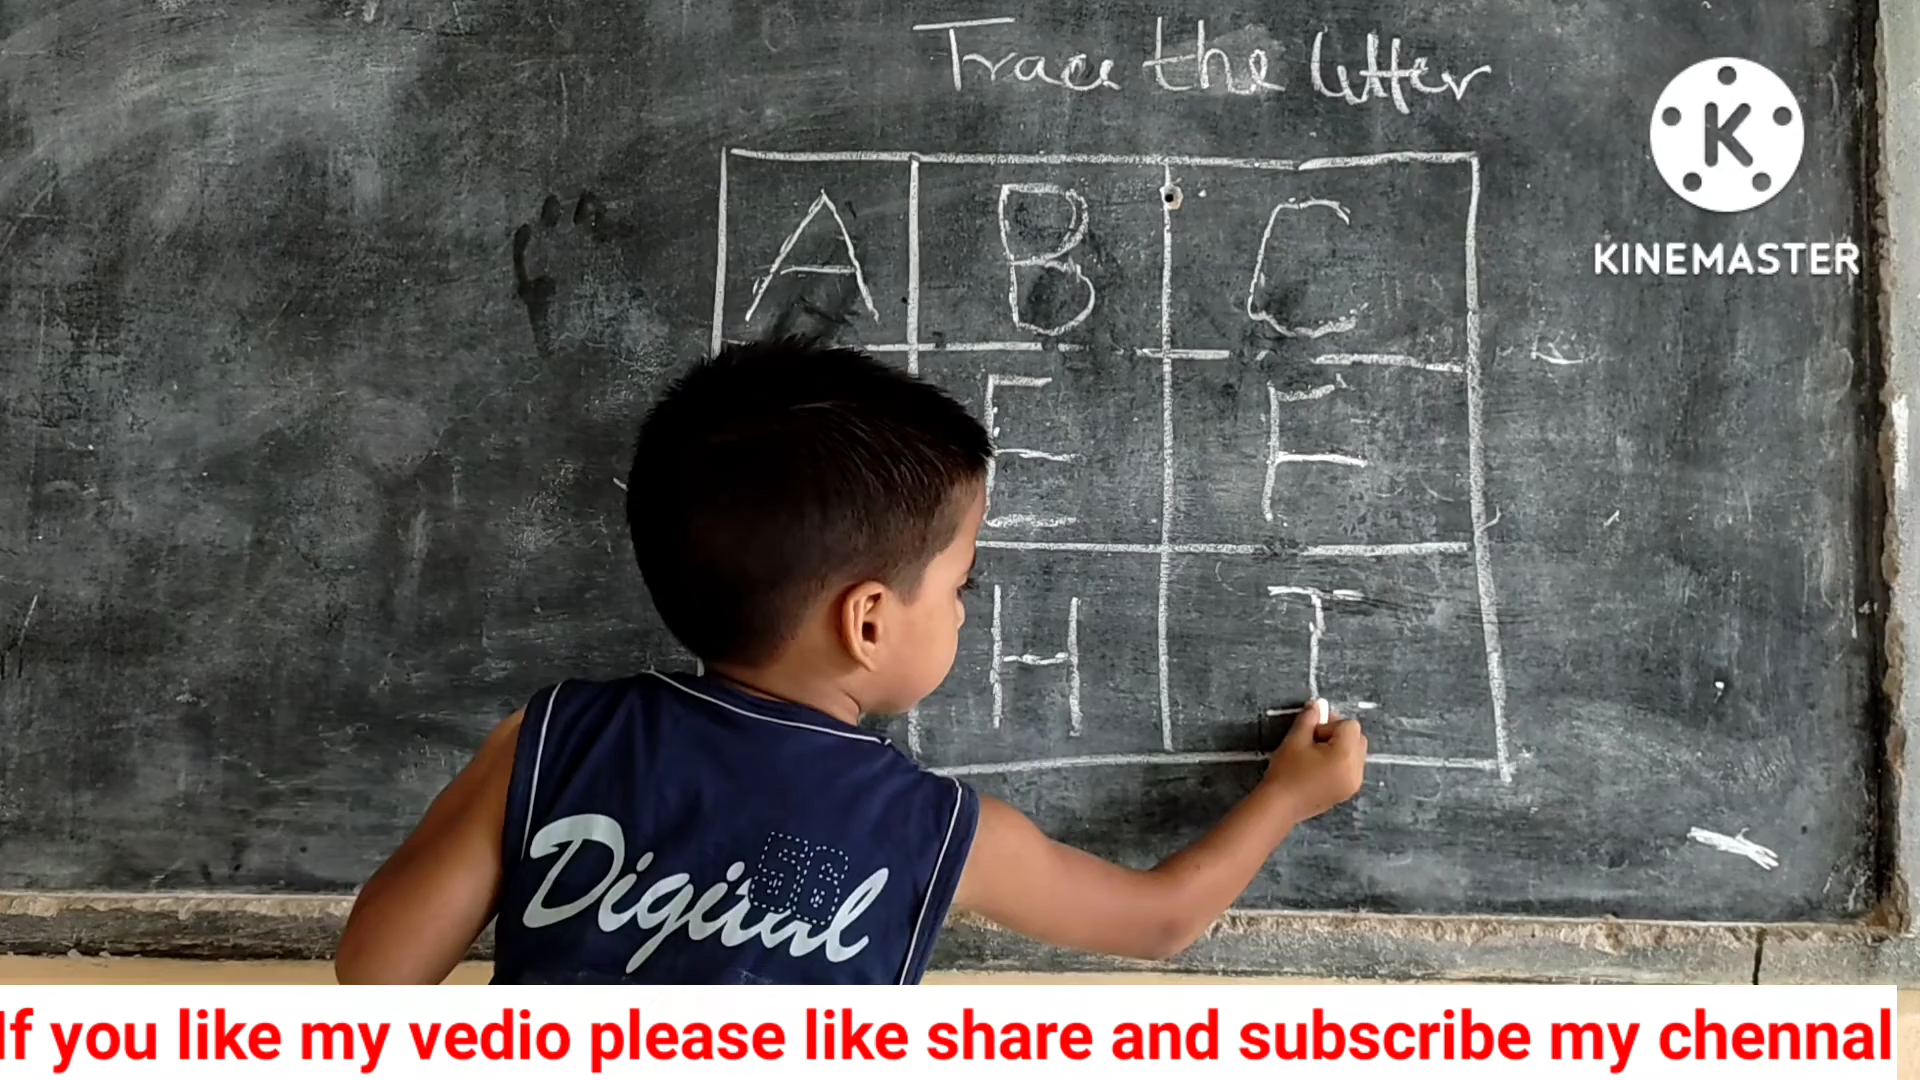 Trace the letter
K
KINEMASTER
A B C
E F
H I
Digital
56
If you like my vedio please like share and subscribe my chennal